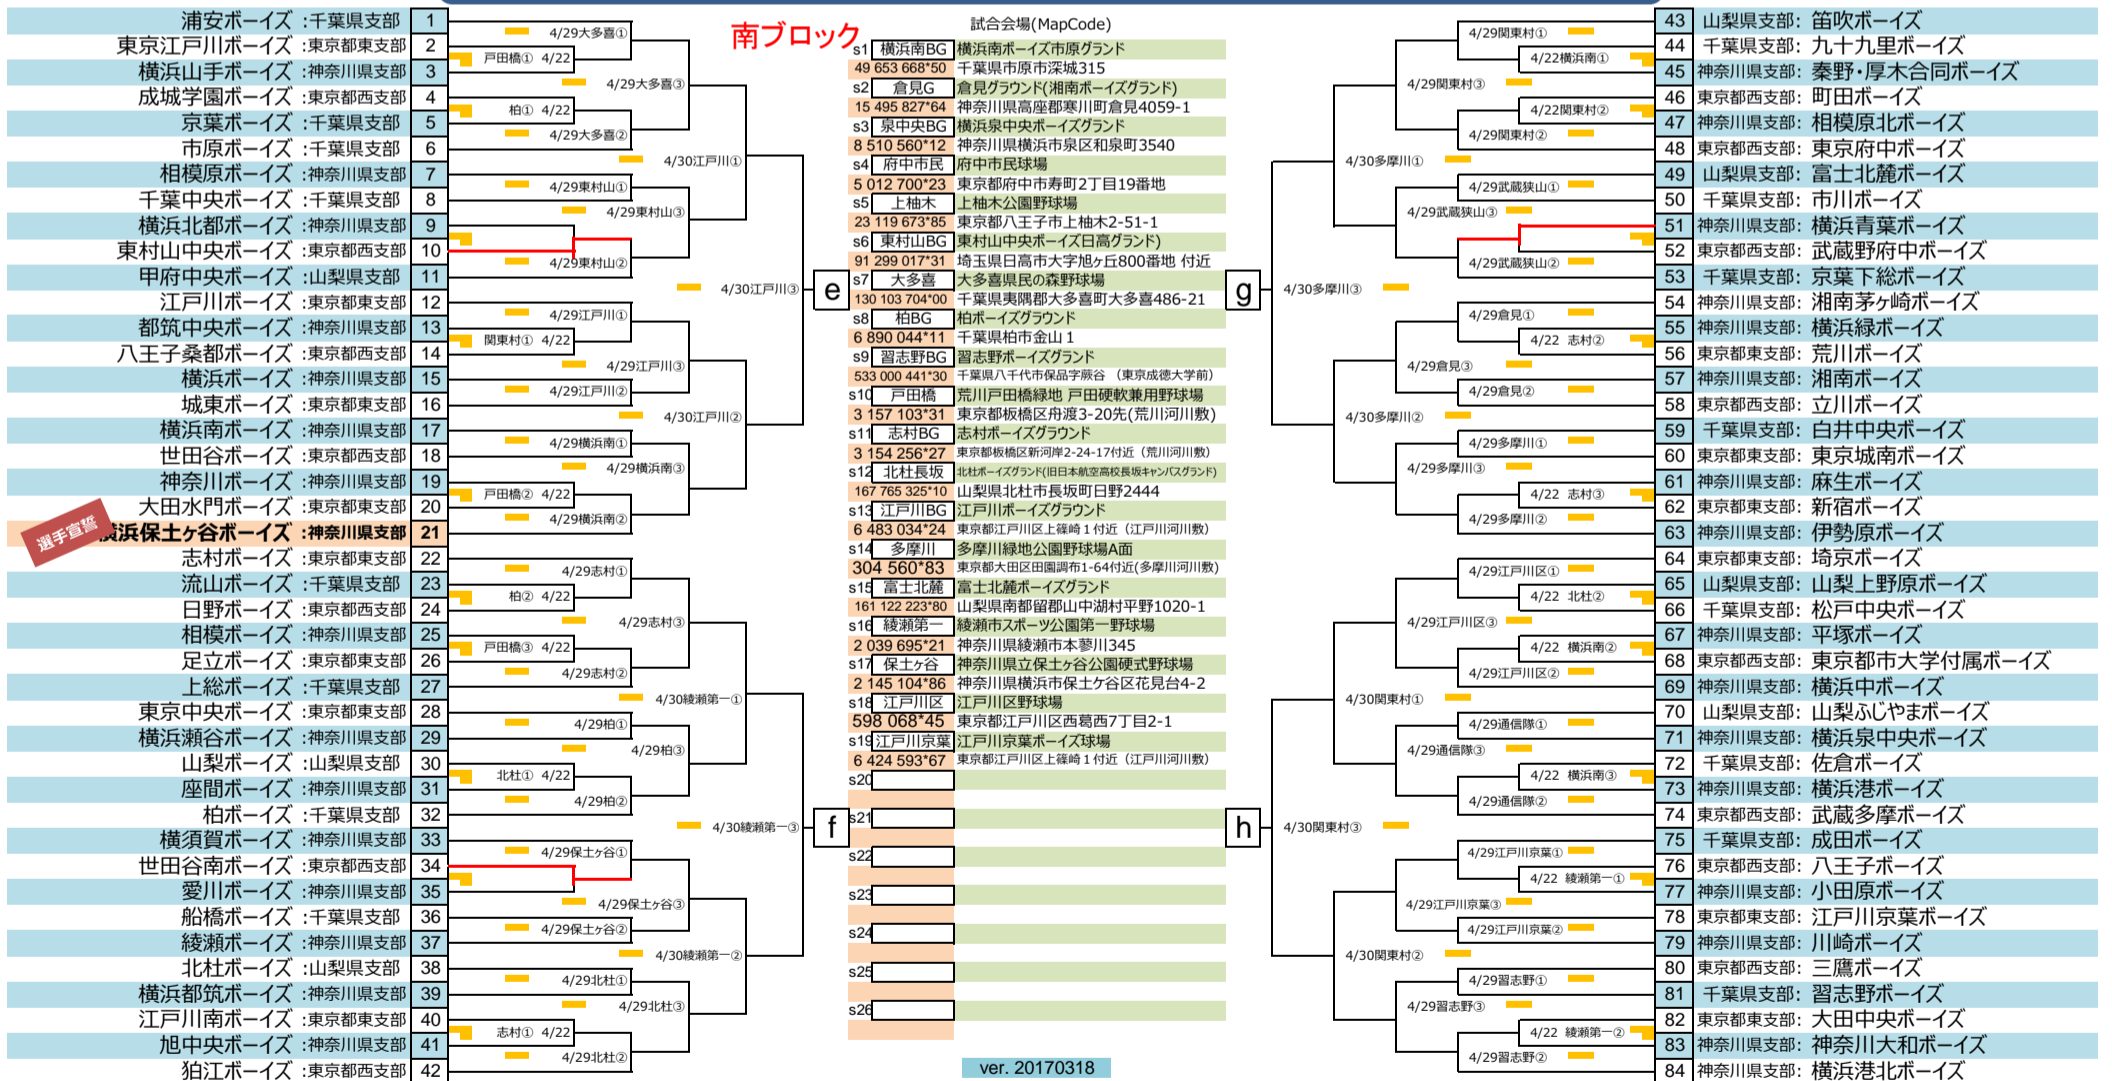 南ブロック
浦安ボーイズ :千葉県支部 1
東京江戸川ボーイズ :東京都東支部 2
横浜山手ボーイズ :神奈川県支部 3
成城学園ボーイズ :東京都西支部 4
京葉ボーイズ :千葉県支部 5
市原ボーイズ :千葉県支部 6
相模原ボーイズ :神奈川県支部 7
千葉中央ボーイズ :千葉県支部 8
横浜北都ボーイズ :神奈川県支部 9
東村山中央ボーイズ :東京都西支部 10
甲府中央ボーイズ :山梨県支部 11
江戸川ボーイズ :東京都東支部 12
都筑中央ボーイズ :神奈川県支部 13
八王子桑都ボーイズ :東京都西支部 14
横浜ボーイズ :神奈川県支部 15
城東ボーイズ :東京都東支部 16
横浜南ボーイズ :神奈川県支部 17
世田谷ボーイズ :東京都西支部 18
神奈川ボーイズ :神奈川県支部 19
大田水門ボーイズ :東京都東支部 20
選手宣誓
横浜保土ヶ谷ボーイズ :神奈川県支部 21
志村ボーイズ :東京都東支部 22
流山ボーイズ :千葉県支部 23
日野ボーイズ :東京都西支部 24
相模ボーイズ :神奈川県支部 25
足立ボーイズ :東京都東支部 26
上総ボーイズ :千葉県支部 27
東京中央ボーイズ :東京都東支部 28
横浜瀬谷ボーイズ :神奈川県支部 29
山梨ボーイズ :山梨県支部 30
座間ボーイズ :神奈川県支部 31
柏ボーイズ :千葉県支部 32
横須賀ボーイズ :神奈川県支部 33
世田谷南ボーイズ :東京都西支部 34
愛川ボーイズ :神奈川県支部 35
船橋ボーイズ :千葉県支部 36
綾瀬ボーイズ :神奈川県支部 37
北杜ボーイズ :山梨県支部 38
横浜都筑ボーイズ :神奈川県支部 39
江戸川南ボーイズ :東京都東支部 40
旭中央ボーイズ :神奈川県支部 41
狛江ボーイズ :東京都西支部 42
4/29大多喜①
戸田橋① 4/22
4/29大多喜③
柏① 4/22
4/29大多喜②
4/30江戸川①
4/29東村山①
4/29東村山③
4/29東村山②
4/30江戸川③
4/29江戸川①
関東村① 4/22
4/29江戸川③
4/29江戸川②
4/30江戸川②
4/29横浜南①
4/29横浜南③
戸田橋② 4/22
4/29横浜南②
4/29志村①
柏② 4/22
4/29志村③
戸田橋③ 4/22
4/29志村②
4/30綾瀬第一①
4/29柏①
4/29柏③
北杜① 4/22
4/29柏②
4/30綾瀬第一③
4/29保土ヶ谷①
4/29保土ヶ谷③
4/29保土ヶ谷②
4/30綾瀬第一②
4/29北杜①
4/29北杜③
志村① 4/22
4/29北杜②
e
f
試合会場(MapCode)
s1 横浜南BG 横浜南ボーイズ市原グランド
49 653 668*50 千葉県市原市深城315
s2 倉見G 倉見グラウンド(湘南ボーイズグランド)
15 495 827*64 神奈川県高座郡寒川町倉見4059-1
s3 泉中央BG 横浜泉中央ボーイズグランド
8 510 560*12 神奈川県横浜市泉区和泉町3540
s4 府中市民 府中市民球場
5 012 700*23 東京都府中市寿町2丁目19番地
s5 上柚木 上柚木公園野球場
23 119 673*85 東京都八王子市上柚木2-51-1
s6 東村山BG 東村山中央ボーイズ日高グランド)
91 299 017*31 埼玉県日高市大字旭ヶ丘800番地 付近
s7 大多喜 大多喜県民の森野球場
130 103 704*00 千葉県夷隅郡大多喜町大多喜486-21
s8 柏BG 柏ボーイズグラウンド
6 890 044*11 千葉県柏市金山１
s9 習志野BG 習志野ボーイズグランド
533 000 441*30 千葉県八千代市保品字蕨谷 （東京成徳大学前）
s10 戸田橋 荒川戸田橋緑地 戸田硬軟兼用野球場
3 157 103*31 東京都板橋区舟渡3-20先(荒川河川敷)
s11 志村BG 志村ボーイズグラウンド
3 154 256*27 東京都板橋区新河岸2-24-17付近（荒川河川敷）
s12 北杜長坂 北杜ボーイズグランド(旧日本航空高校長坂キャンパスグランド)
167 765 325*10 山梨県北杜市長坂町日野2444
s13 江戸川BG 江戸川ボーイズグラウンド
6 483 034*24 東京都江戸川区上篠崎１付近（江戸川河川敷）
s14 多摩川 多摩川緑地公園野球場A面
304 560*83 東京都大田区田園調布1-64付近(多摩川河川敷)
s15 富士北麓 富士北麓ボーイズグランド
161 122 223*80 山梨県南都留郡山中湖村平野1020-1
s16 綾瀬第一 綾瀬市スポーツ公園第一野球場
2 039 695*21 神奈川県綾瀬市本蓼川345
s17 保土ヶ谷 神奈川県立保土ヶ谷公園硬式野球場
2 145 104*86 神奈川県横浜市保土ケ谷区花見台4-2
s18 江戸川区 江戸川区野球場
598 068*45 東京都江戸川区西葛西7丁目2-1
s19 江戸川京葉 江戸川京葉ボーイズ球場
6 424 593*67 東京都江戸川区上篠崎１付近（江戸川河川敷）
s20
s21
s22
s23
s24
s25
s26
ver. 20170318
g
h
4/29関東村①
4/22横浜南①
4/29関東村③
4/22関東村②
4/29関東村②
4/30多摩川①
4/29武蔵狭山①
4/29武蔵狭山③
4/29武蔵狭山②
4/30多摩川③
4/29倉見①
4/22 志村②
4/29倉見③
4/29倉見②
4/30多摩川②
4/29多摩川①
4/29多摩川③
4/22 志村③
4/29多摩川②
4/29江戸川区①
4/22 北杜②
4/29江戸川区③
4/22 横浜南②
4/29江戸川区②
4/30関東村①
4/29通信隊①
4/29通信隊③
4/22 横浜南③
4/29通信隊②
4/30関東村③
4/29江戸川京葉①
4/22 綾瀬第一①
4/29江戸川京葉③
4/29江戸川京葉②
4/30関東村②
4/29習志野①
4/29習志野③
4/22 綾瀬第一②
4/29習志野②
43 山梨県支部: 笛吹ボーイズ
44 千葉県支部: 九十九里ボーイズ
45 神奈川県支部: 秦野・厚木合同ボーイズ
46 東京都西支部: 町田ボーイズ
47 神奈川県支部: 相模原北ボーイズ
48 東京都西支部: 東京府中ボーイズ
49 山梨県支部: 富士北麓ボーイズ
50 千葉県支部: 市川ボーイズ
51 神奈川県支部: 横浜青葉ボーイズ
52 東京都西支部: 武蔵野府中ボーイズ
53 千葉県支部: 京葉下総ボーイズ
54 神奈川県支部: 湘南茅ヶ崎ボーイズ
55 神奈川県支部: 横浜緑ボーイズ
56 東京都東支部: 荒川ボーイズ
57 神奈川県支部: 湘南ボーイズ
58 東京都西支部: 立川ボーイズ
59 千葉県支部: 白井中央ボーイズ
60 東京都東支部: 東京城南ボーイズ
61 神奈川県支部: 麻生ボーイズ
62 東京都東支部: 新宿ボーイズ
63 神奈川県支部: 伊勢原ボーイズ
64 東京都東支部: 埼京ボーイズ
65 山梨県支部: 山梨上野原ボーイズ
66 千葉県支部: 松戸中央ボーイズ
67 神奈川県支部: 平塚ボーイズ
68 東京都西支部: 東京都市大学付属ボーイズ
69 神奈川県支部: 横浜中ボーイズ
70 山梨県支部: 山梨ふじやまボーイズ
71 神奈川県支部: 横浜泉中央ボーイズ
72 千葉県支部: 佐倉ボーイズ
73 神奈川県支部: 横浜港ボーイズ
74 東京都西支部: 武蔵多摩ボーイズ
75 千葉県支部: 成田ボーイズ
76 東京都西支部: 八王子ボーイズ
77 神奈川県支部: 小田原ボーイズ
78 東京都東支部: 江戸川京葉ボーイズ
79 神奈川県支部: 川崎ボーイズ
80 東京都西支部: 三鷹ボーイズ
81 千葉県支部: 習志野ボーイズ
82 東京都東支部: 大田中央ボーイズ
83 神奈川県支部: 神奈川大和ボーイズ
84 神奈川県支部: 横浜港北ボーイズ